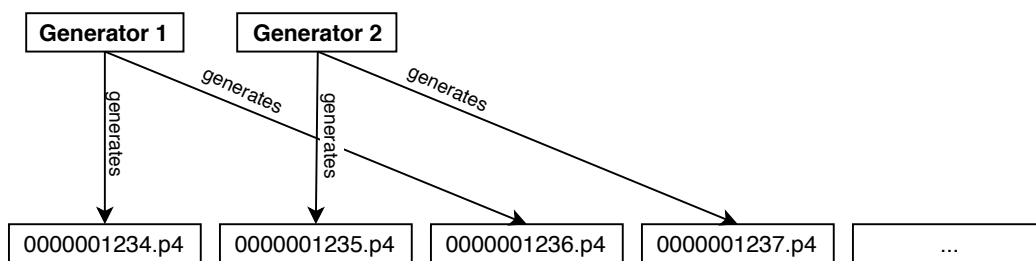 Generator 1
Generator 2
generates
generates
generates
generates
0000001234.p4
0000001235.p4
0000001236.p4
0000001237.p4
...